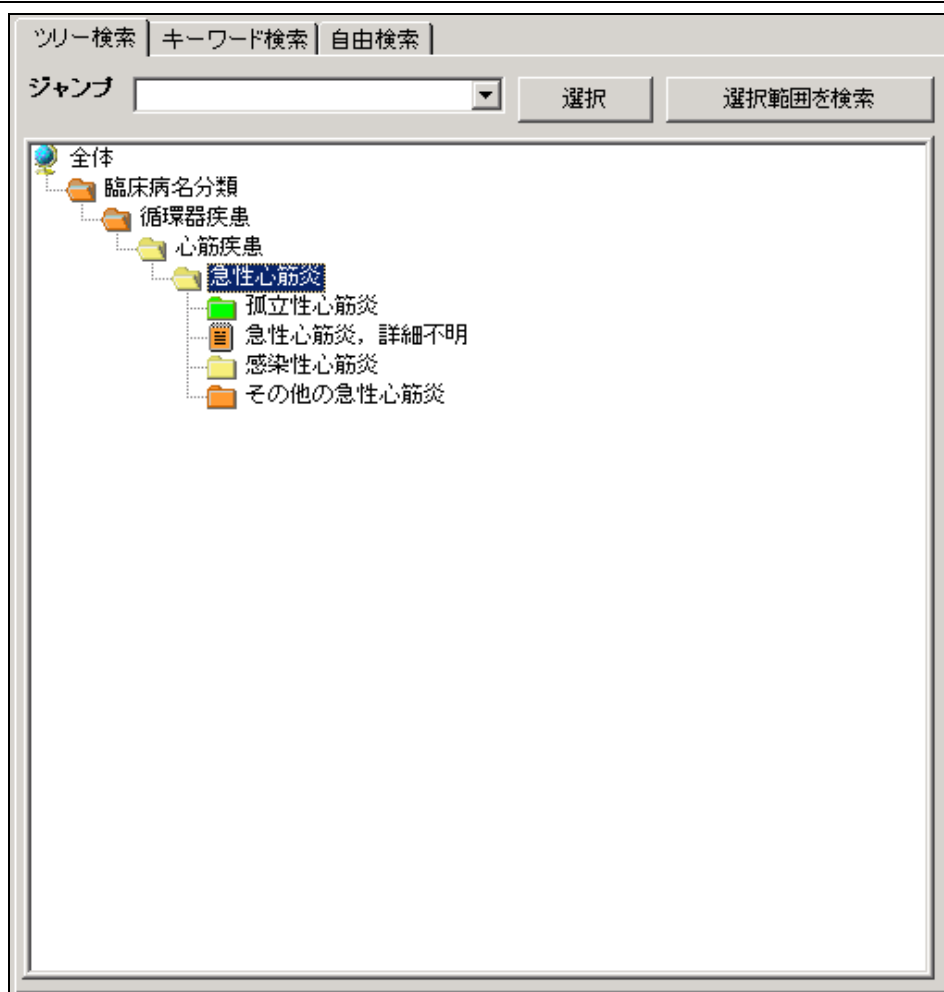 ツリー検索 キーワード検索 自由検索
ジャンプ 選択 選択範囲を検索
全体
臨床病名分類
循環器疾患
心筋疾患
急性心筋炎
孤立性心筋炎
急性心筋炎，詳細不明
感染性心筋炎
その他の急性心筋炎